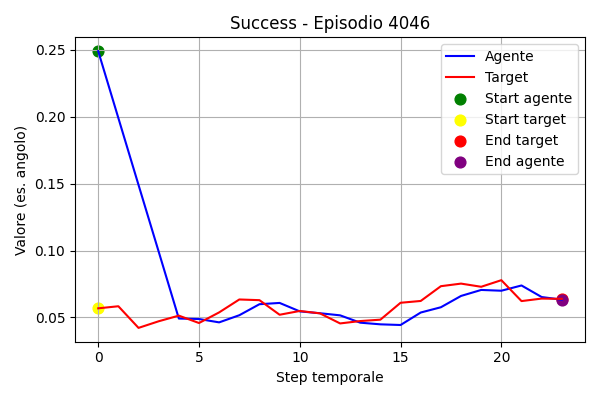 Success - Episodio 4046
Valore (es. angolo)
0.25
0.20
0.15
0.10
0.05
0
5
10
15
20
Step temporale
Agente
Target
Start agente
Start target
End target
End agente